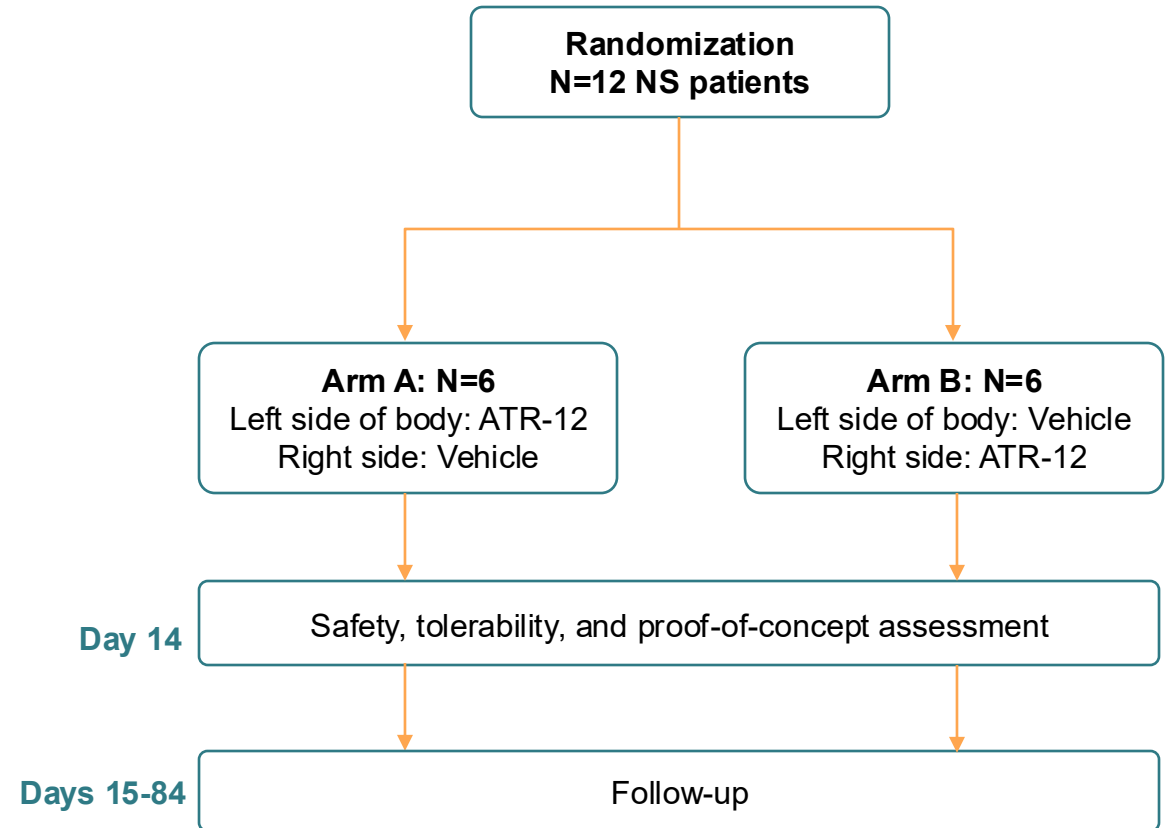 Randomization
N=12 NS patients
Arm A: N=6
Left side of body: ATR-12
Right side: Vehicle
Arm B: N=6
Left side of body: Vehicle
Right side: ATR-12
Day 14
Safety, tolerability, and proof-of-concept assessment
Days 15-84
Follow-up